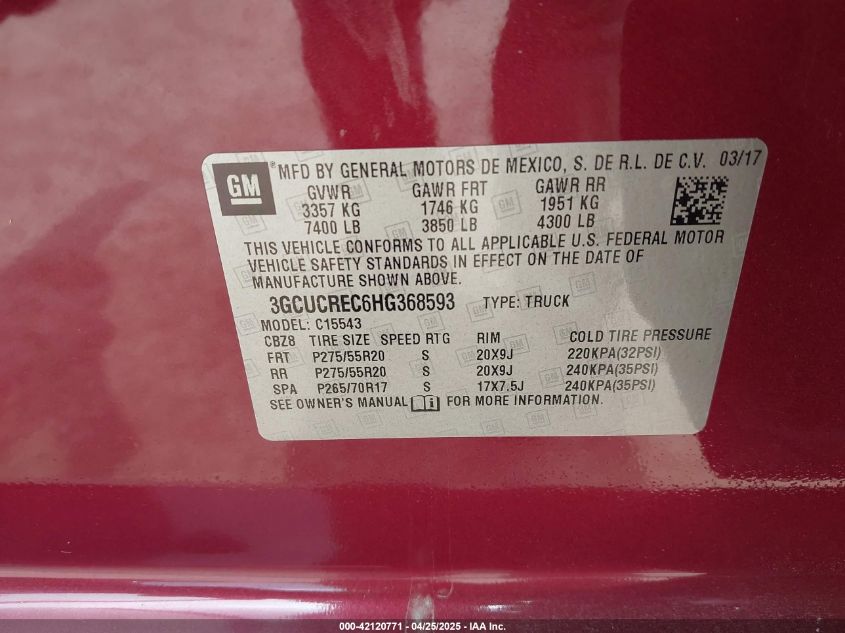 GM
® MFD BY GENERAL MOTORS DE MEXICO, S. DE R.L. DE C.V. 03/17
GVWR GAWR FRT GAWR RR
3357 KG 1746 KG 1951 KG
7400 LB 3850 LB 4300 LB
THIS VEHICLE CONFORMS TO ALL APPLICABLE U.S. FEDERAL MOTOR
VEHICLE SAFETY STANDARDS IN EFFECT ON THE DATE OF
MANUFACTURE SHOWN ABOVE.
3GCUCREC6HG368593 TYPE: TRUCK
MODEL: C15543
CBZ8 TIRE SIZE SPEED RTG RIM COLD TIRE PRESSURE
FRT P275/55R20 S 20X9J 220KPA(32PSI)
RR P275/55R20 S 20X9J 240KPA(35PSI)
SPA P265/70R17 S 17X7.5J 240KPA(35PSI)
SEE OWNER'S MANUAL FOR MORE INFORMATION.
000-42120771 - 04/25/2025 - IAA Inc.